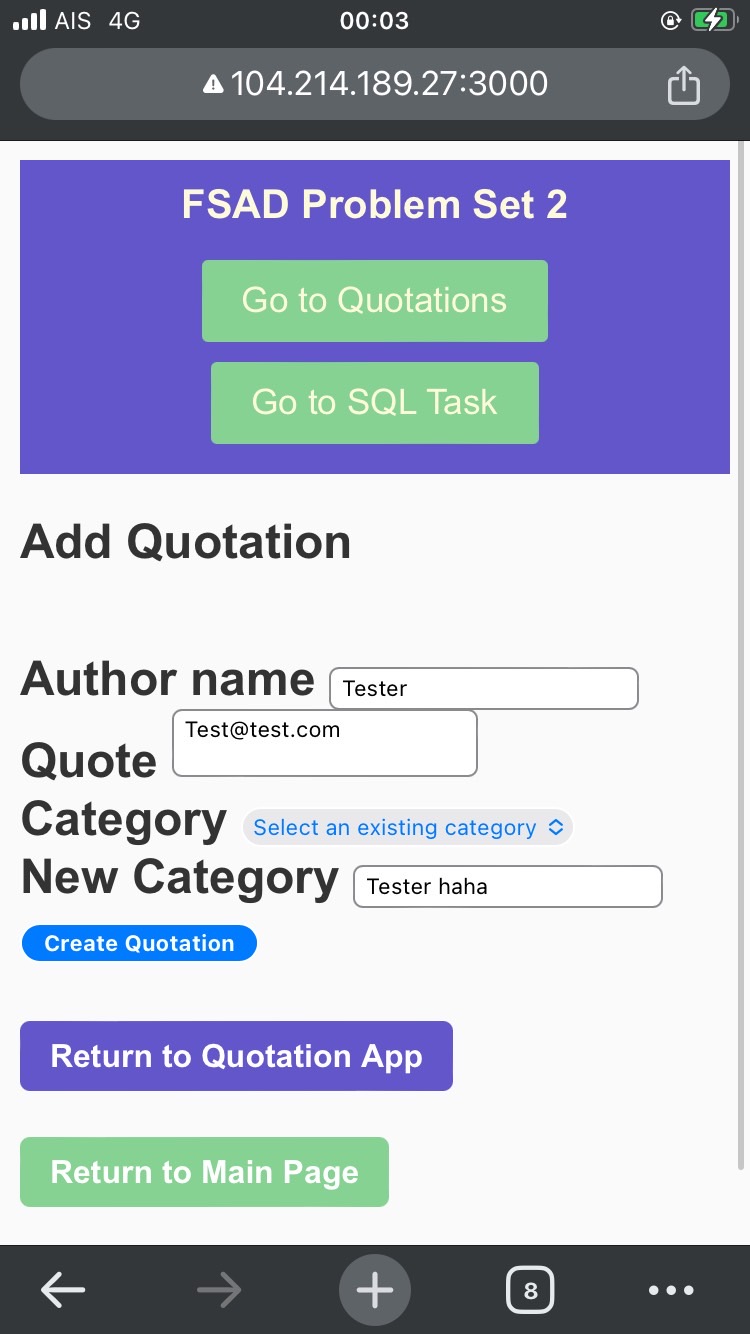 AIS 4G 00:03
104.214.189.27:3000
FSAD Problem Set 2
Go to Quotations
Go to SQL Task
Add Quotation
Author name Tester
Quote Test@test.com
Category Select an existing category
New Category Tester haha
Create Quotation
Return to Quotation App
Return to Main Page
8